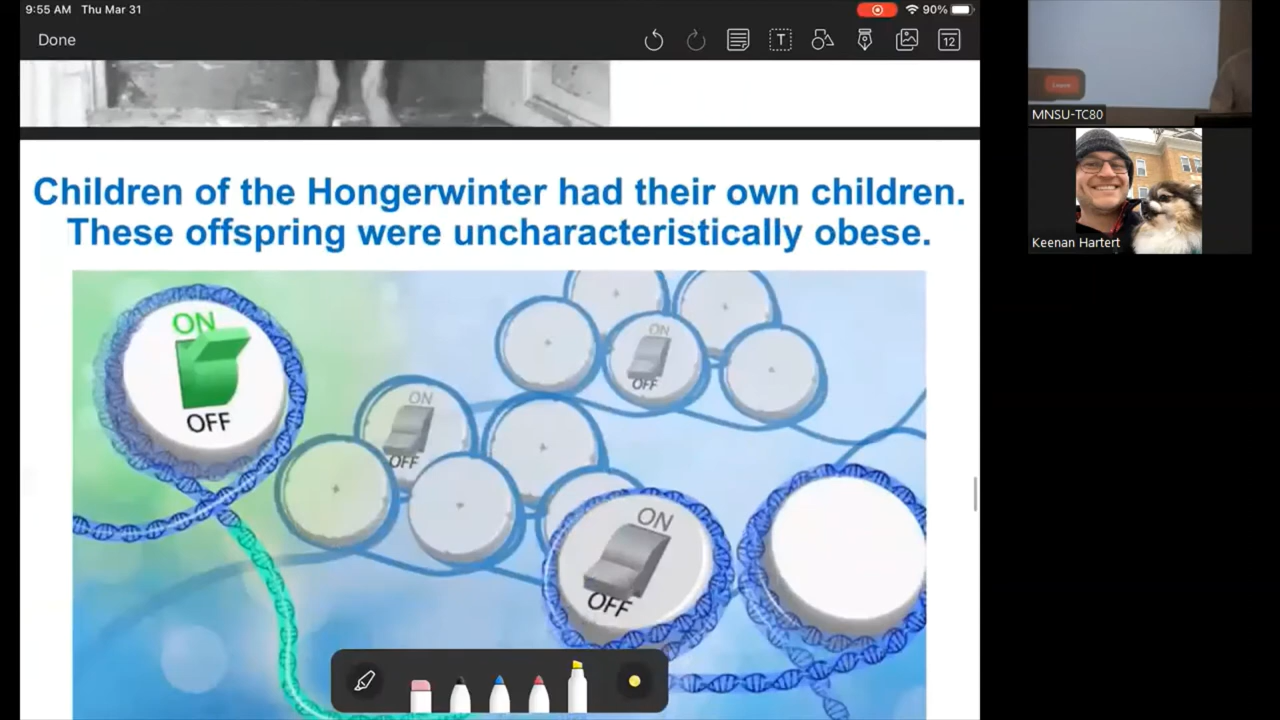 9:55 AM Thu Mar 31
90%
Done
T
12
MNSU-TC80
Keenan Hartert
Children of the Hongerwinter had their own children.
These offspring were uncharacteristically obese.
ON
OFF
ON
OFF
ON
OFF
ON
OFF